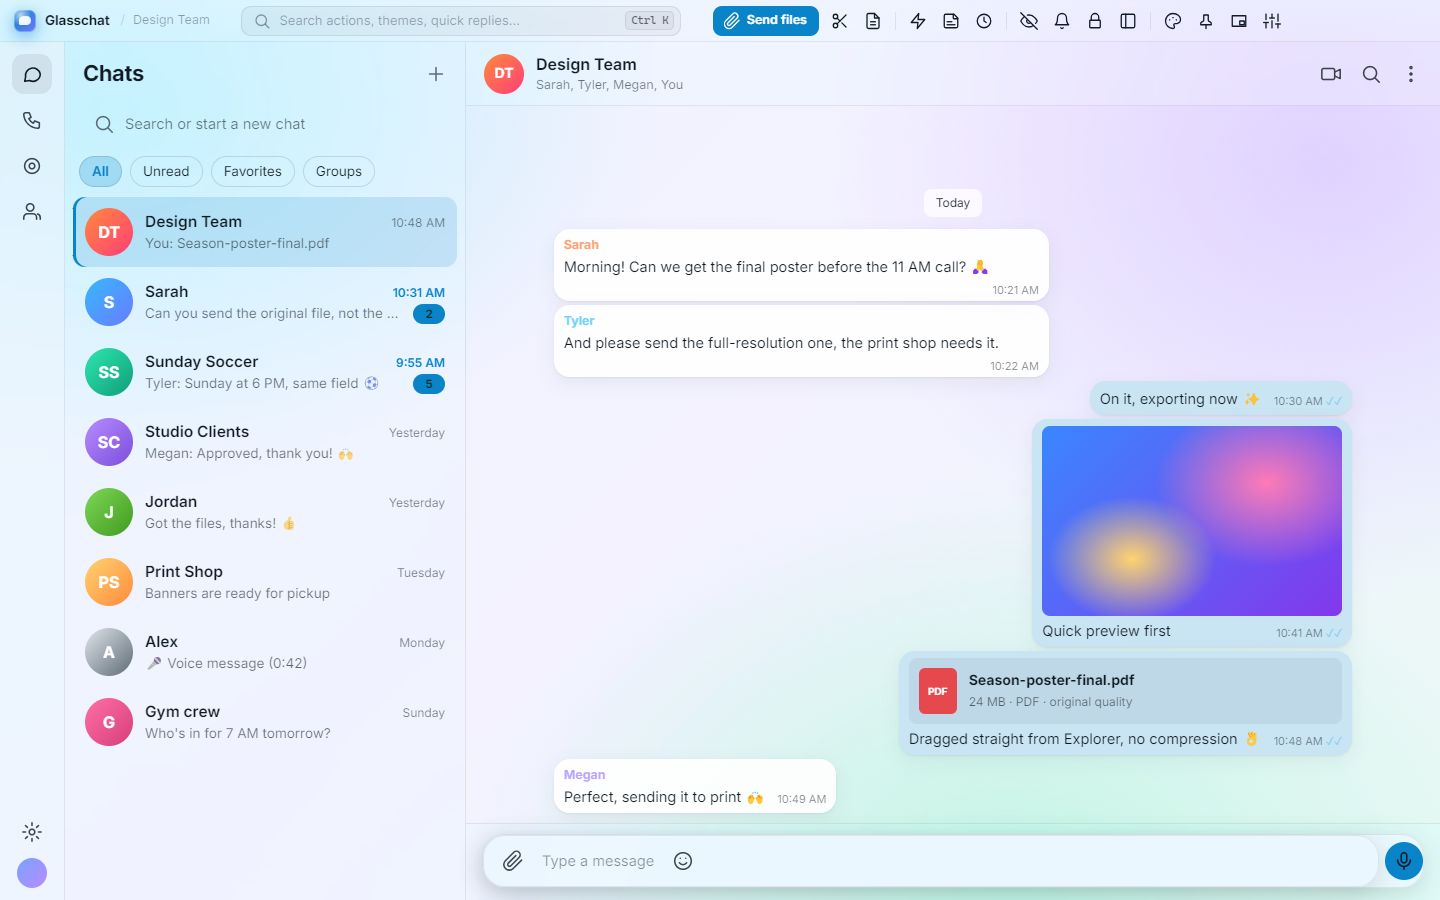 Glasschat / Design Team
Search actions, themes, quick replies...
Ctrl K
Send files
Chats
Search or start a new chat
All
Unread
Favorites
Groups
DT
Design Team
10:48 AM
You: Season-poster-final.pdf
S
Sarah
10:31 AM
Can you send the original file, not the ...
2
SS
Sunday Soccer
9:55 AM
Tyler: Sunday at 6 PM, same field ⚽
5
SC
Studio Clients
Yesterday
Megan: Approved, thank you! 🙌
J
Jordan
Yesterday
Got the files, thanks! 👍
PS
Print Shop
Tuesday
Banners are ready for pickup
A
Alex
Monday
🎤 Voice message (0:42)
G
Gym crew
Sunday
Who's in for 7 AM tomorrow?
DT
Design Team
Sarah, Tyler, Megan, You
Today
Sarah
Morning! Can we get the final poster before the 11 AM call? 🙏
10:21 AM
Tyler
And please send the full-resolution one, the print shop needs it.
10:22 AM
On it, exporting now ✨ 10:30 AM
Quick preview first 10:41 AM
PDF
Season-poster-final.pdf
24 MB · PDF · original quality
Dragged straight from Explorer, no compression 👌 10:48 AM
Megan
Perfect, sending it to print 🙌 10:49 AM
Type a message